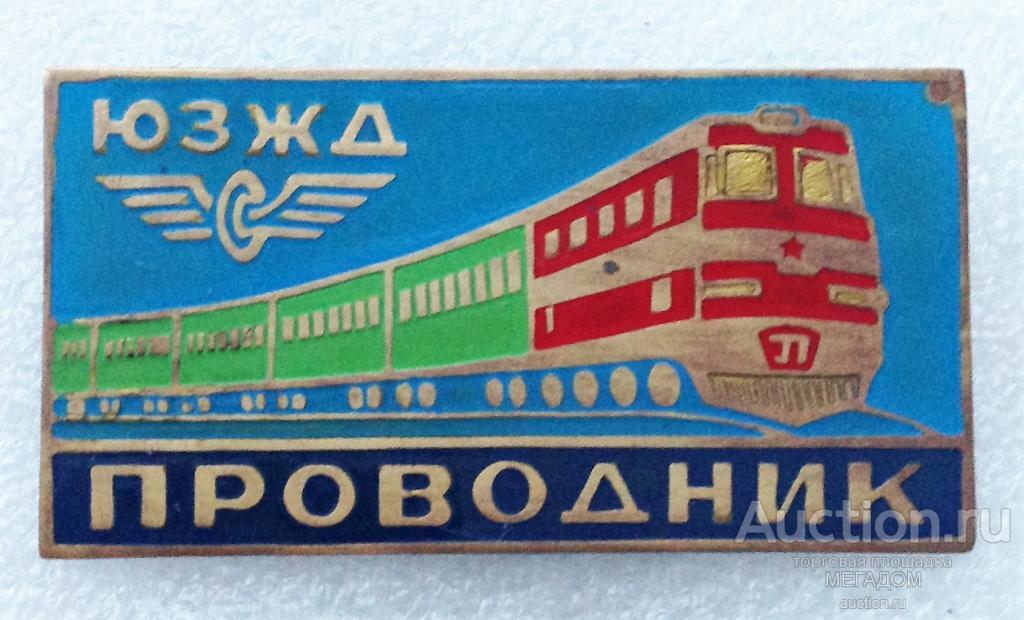 ЮЗЖД
Л
ПРОВОДНИК
Auction.ru
торговая площадка
МЕГАДОМ
auction.ru